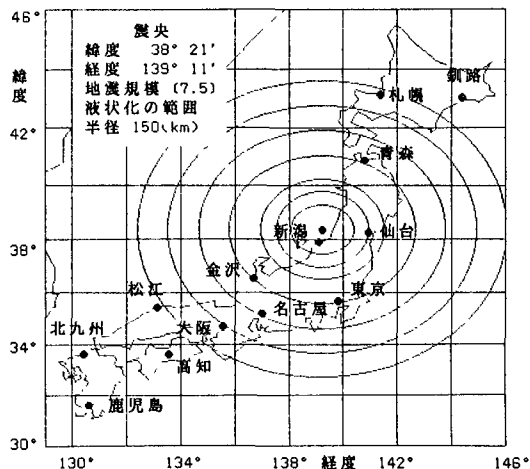 46°
震央
緯度 38° 21′
経度 139° 11′
地震規模 (7.5)
液状化の範囲
半径 150(km)
緯度
釧路
札幌
42°
青森
新潟
仙台
38°
金沢
松江
東京
名古屋
北九州
大阪
34°
高知
鹿児島
30°
130° 134° 138° 142° 146°
経度